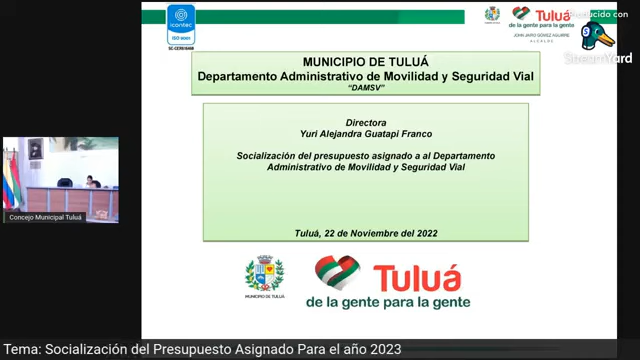 icontec
ISO 9001
SC-CER516408
Tuluá
de la gente para la gente
JOHN JAIRO GÓMEZ AGUIRRE
ALCALDE
Producido con
StreamYard
MUNICIPIO DE TULUÁ
Departamento Administrativo de Movilidad y Seguridad Vial
“DAMSV”
Directora
Yuri Alejandra Guatapi Franco
Socialización del presupuesto asignado a al Departamento
Administrativo de Movilidad y Seguridad Vial
Tuluá, 22 de Noviembre del 2022
Concejo Municipal Tuluá
MUNICIPIO DE TULUÁ
Tuluá
de la gente para la gente
Tema: Socialización del Presupuesto Asignado Para el año 2023